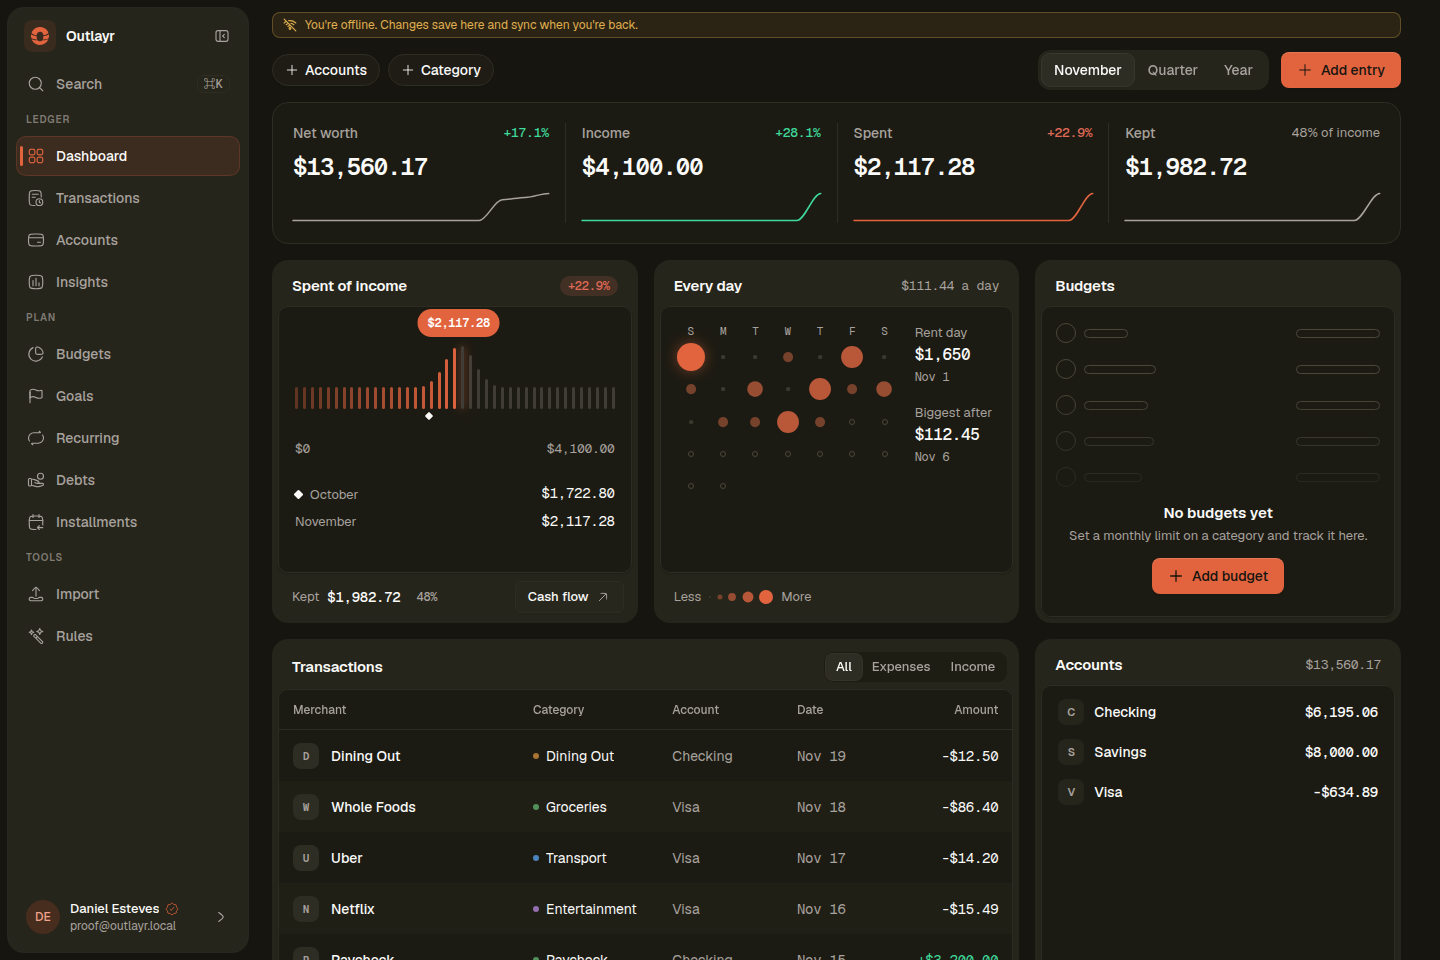 Outlayr
Search ⌘K
LEDGER
Dashboard
Transactions
Accounts
Insights
PLAN
Budgets
Goals
Recurring
Debts
Installments
TOOLS
Import
Rules
DE
Daniel Esteves
proof@outlayr.local
You're offline. Changes save here and sync when you're back.
Accounts Category
November Quarter Year Add entry
Net worth +17.1%
$13,560.17
Income +28.1%
$4,100.00
Spent +22.9%
$2,117.28
Kept 48% of income
$1,982.72
Spent of Income +22.9%
$2,117.28
$0 $4,100.00
October $1,722.80
November $2,117.28
Kept $1,982.72 48% Cash flow
Every day $111.44 a day
S M T W T F S
Rent day
$1,650
Nov 1
Biggest after
$112.45
Nov 6
Less More
Budgets
No budgets yet
Set a monthly limit on a category and track it here.
Add budget
Transactions All Expenses Income
Merchant Category Account Date Amount
D Dining Out Dining Out Checking Nov 19 -$12.50
W Whole Foods Groceries Visa Nov 18 -$86.40
U Uber Transport Visa Nov 17 -$14.20
N Netflix Entertainment Visa Nov 16 -$15.49
P Paycheck Paycheck Checking Nov 15 +$3,200.00
Accounts $13,560.17
C Checking $6,195.06
S Savings $8,000.00
V Visa -$634.89